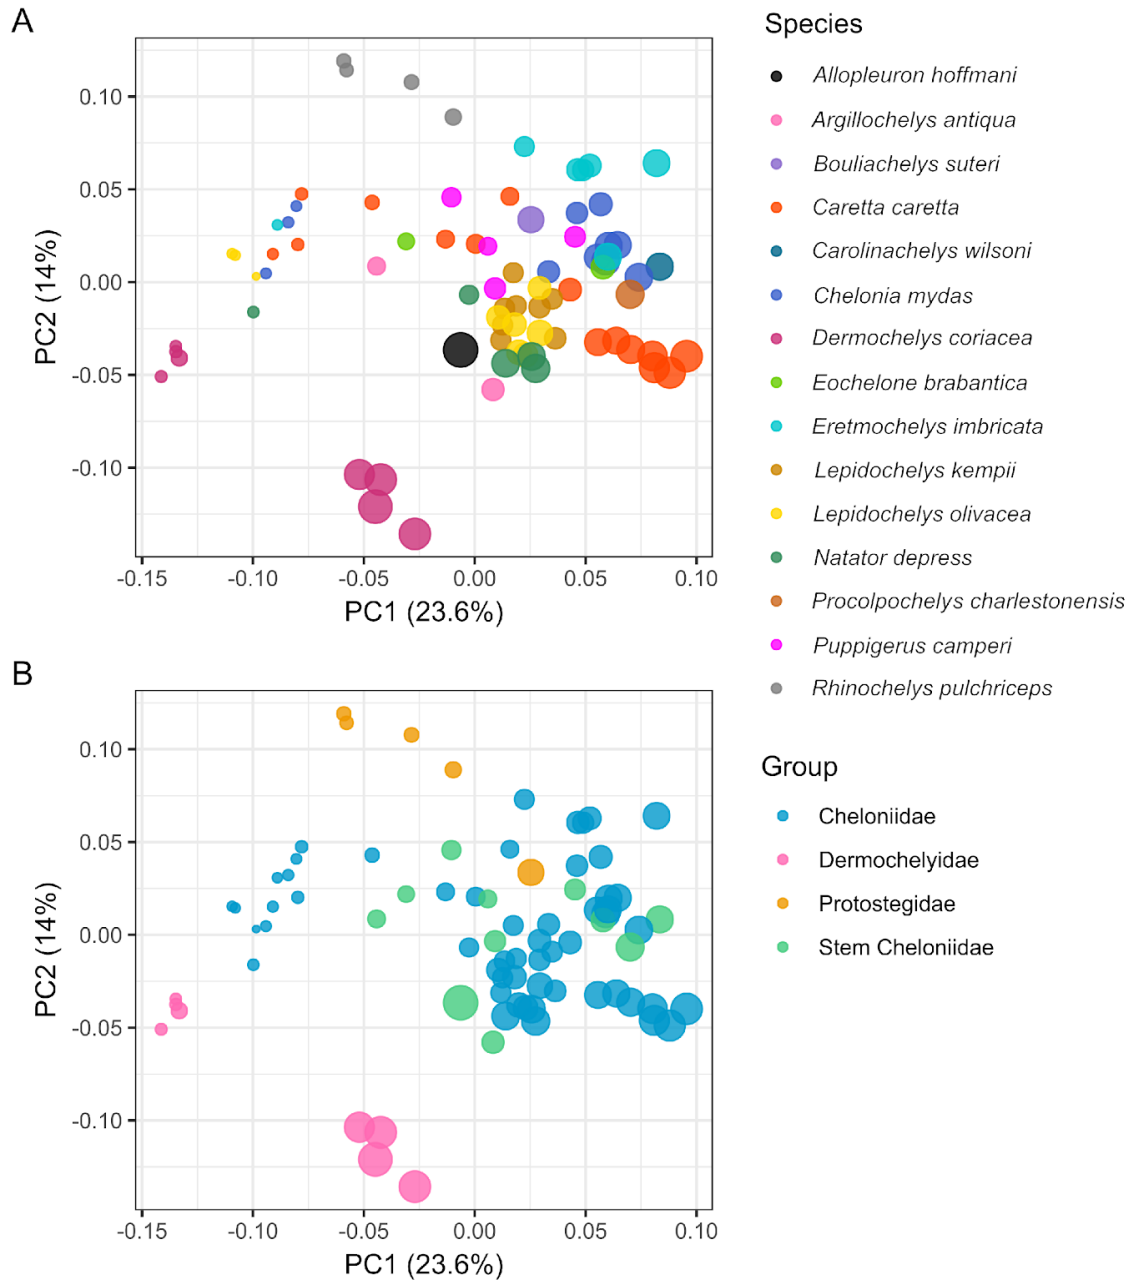 A
0.10
0.05
0.00
-0.05
-0.10
PC2 (14%)
-0.15 -0.10 -0.05 0.00 0.05 0.10
PC1 (23.6%)
Species
Allopleuron hoffmani
Argillochelys antiqua
Bouliachelys suteri
Caretta caretta
Carolinachelys wilsoni
Chelonia mydas
Dermochelys coriacea
Eochelone brabantica
Eretmochelys imbricata
Lepidochelys kempii
Lepidochelys olivacea
Natator depress
Procolpochelys charlestonensis
Puppigerus camperi
Rhinochelys pulchriceps
B
0.10
0.05
0.00
-0.05
-0.10
PC2 (14%)
-0.15 -0.10 -0.05 0.00 0.05 0.10
PC1 (23.6%)
Group
Cheloniidae
Dermochelyidae
Protostegidae
Stem Cheloniidae